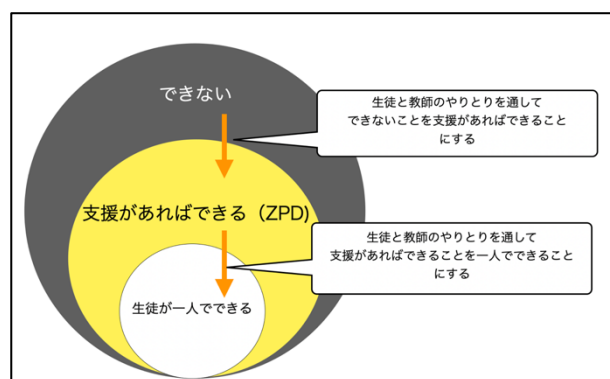 できない
生徒と教師のやりとりを通して
できないことを支援があればできること
にする
支援があればできる（ZPD)
生徒と教師のやりとりを通して
支援があればできることを一人でできること
にする
生徒が一人でできる